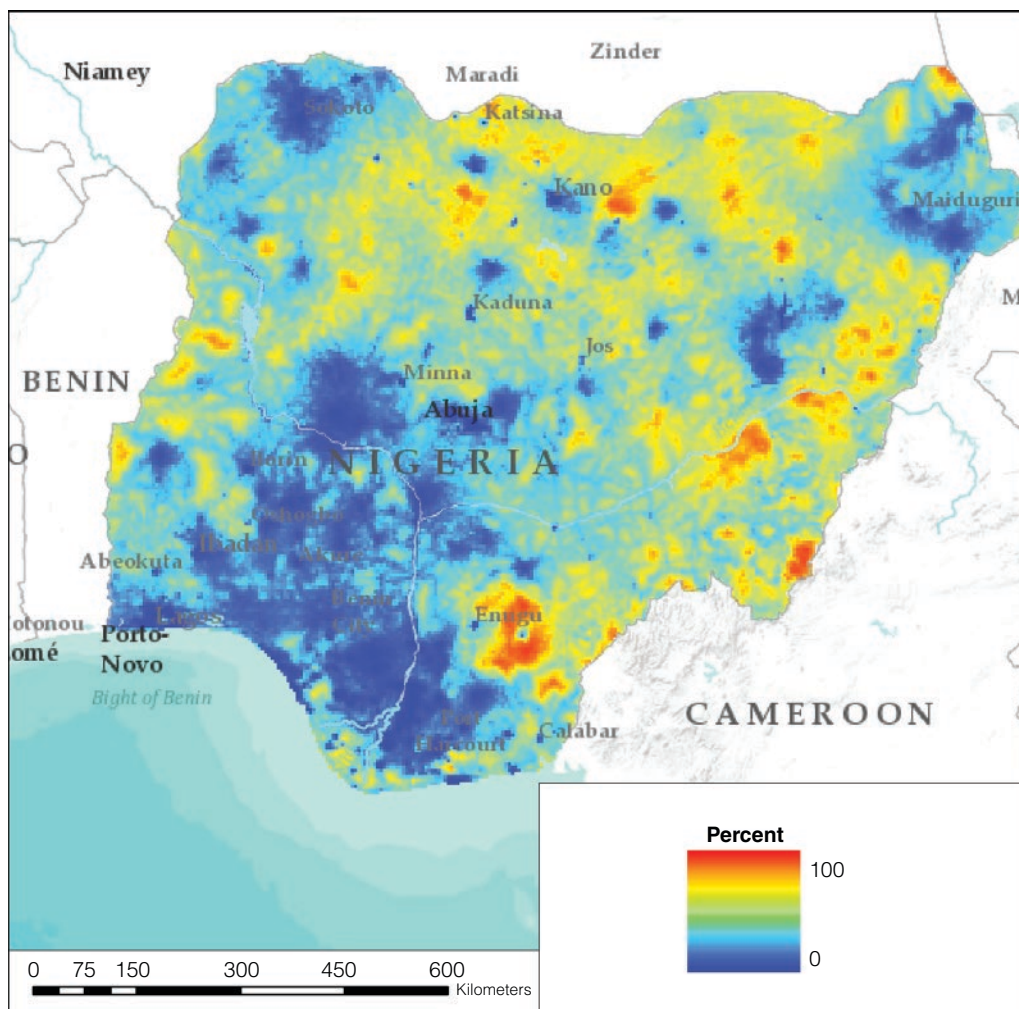 Zinder
Niamey
Maradi
Katsina
Sokoto
Kano
Maiduguri
M
Kaduna
Jos
BENIN
Minna
Abuja
O
Ilorin
NIGERIA
Oshogbo
Ibadan
Akure
Abeokuta
Benin
City
Enugu
Lagos
otonou
Porto-
Novo
omé
Bight of Benin
CAMEROON
Port
Harcourt
Calabar
Percent
100
0
0 75 150 300 450 600
Kilometers